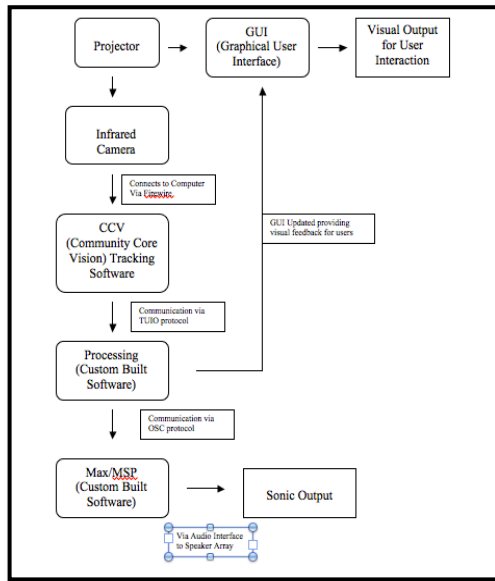 Projector
GUI
(Graphical User
Interface)
Visual Output
for User
Interaction
Infrared
Camera
Connects to Computer
Via Firewire
CCV
(Community Core
Vision) Tracking
Software
GUI Updated providing
visual feedback for users
Communication via
TUIO protocol
Processing
(Custom Built
Software)
Communication via
OSC protocol
Max/MSP
(Custom Built
Software)
Sonic Output
Via Audio Interface
to Speaker Array